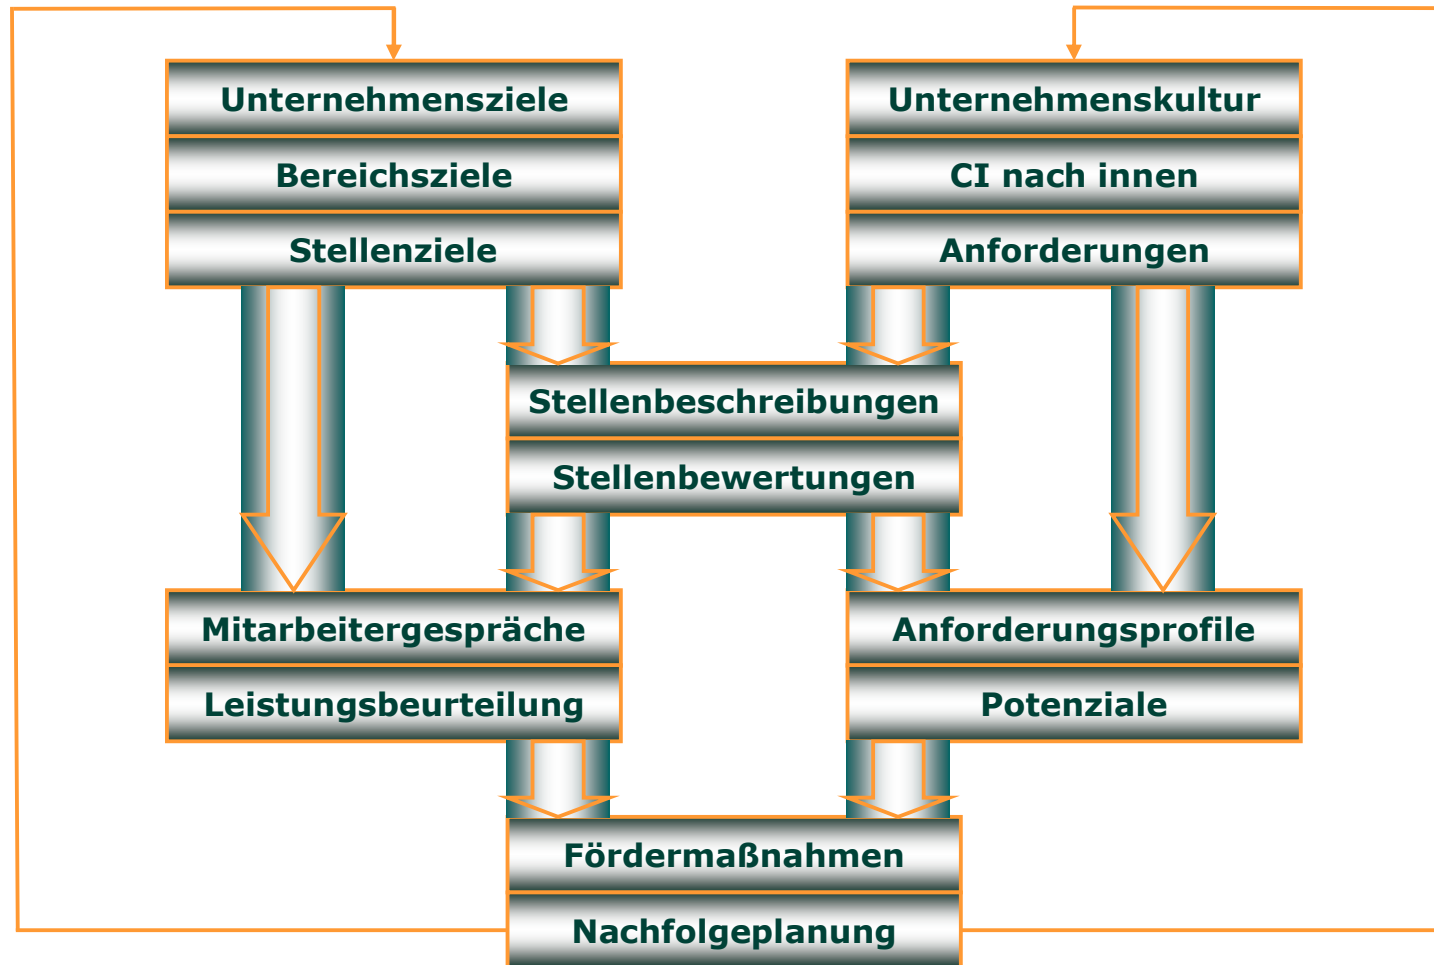 Unternehmensziele
Bereichsziele
Stellenziele
Unternehmenskultur
CI nach innen
Anforderungen
Stellenbeschreibungen
Stellenbewertungen
Mitarbeitergespräche
Leistungsbeurteilung
Anforderungsprofile
Potenziale
Fördermaßnahmen
Nachfolgeplanung